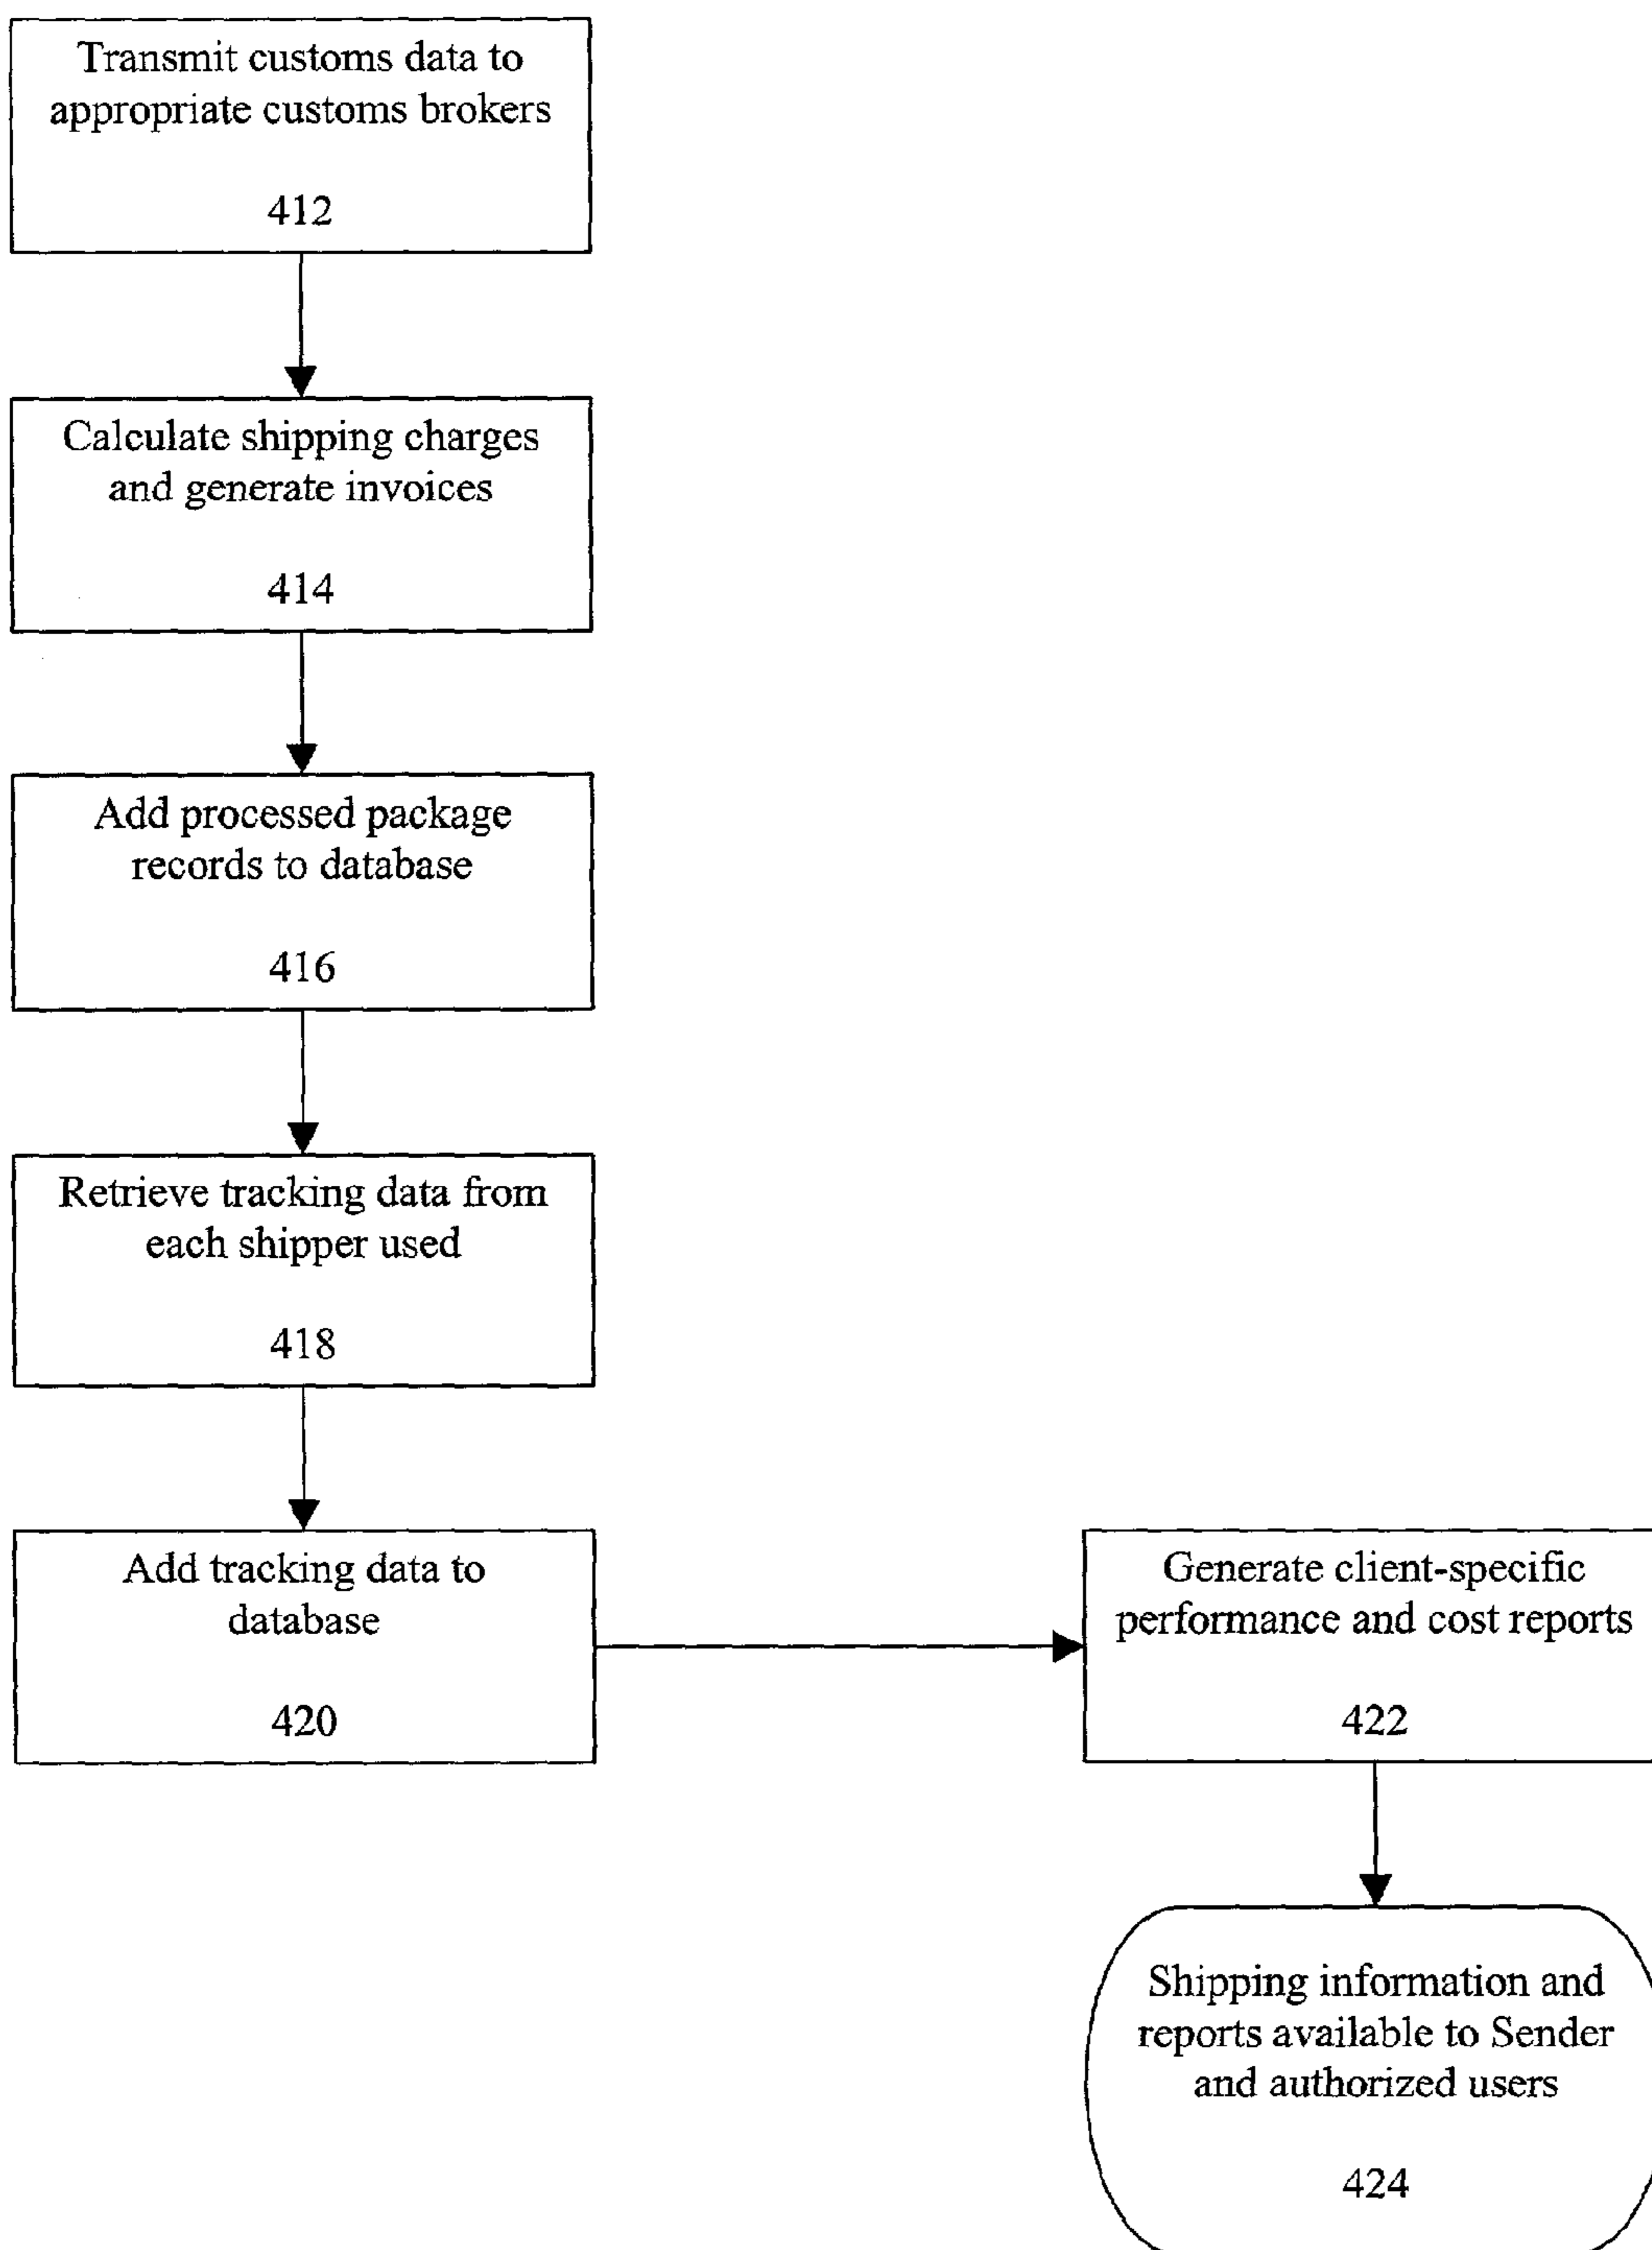 Transmit customs data to
appropriate customs brokers
412
Calculate shipping charges
and generate invoices
414
Add processed package
records to database
416
Retrieve tracking data from
each shipper used
418
Add tracking data to
database
420
Generate client-specific
performance and cost reports
422
Shipping information and
reports available to Sender
and authorized users
424